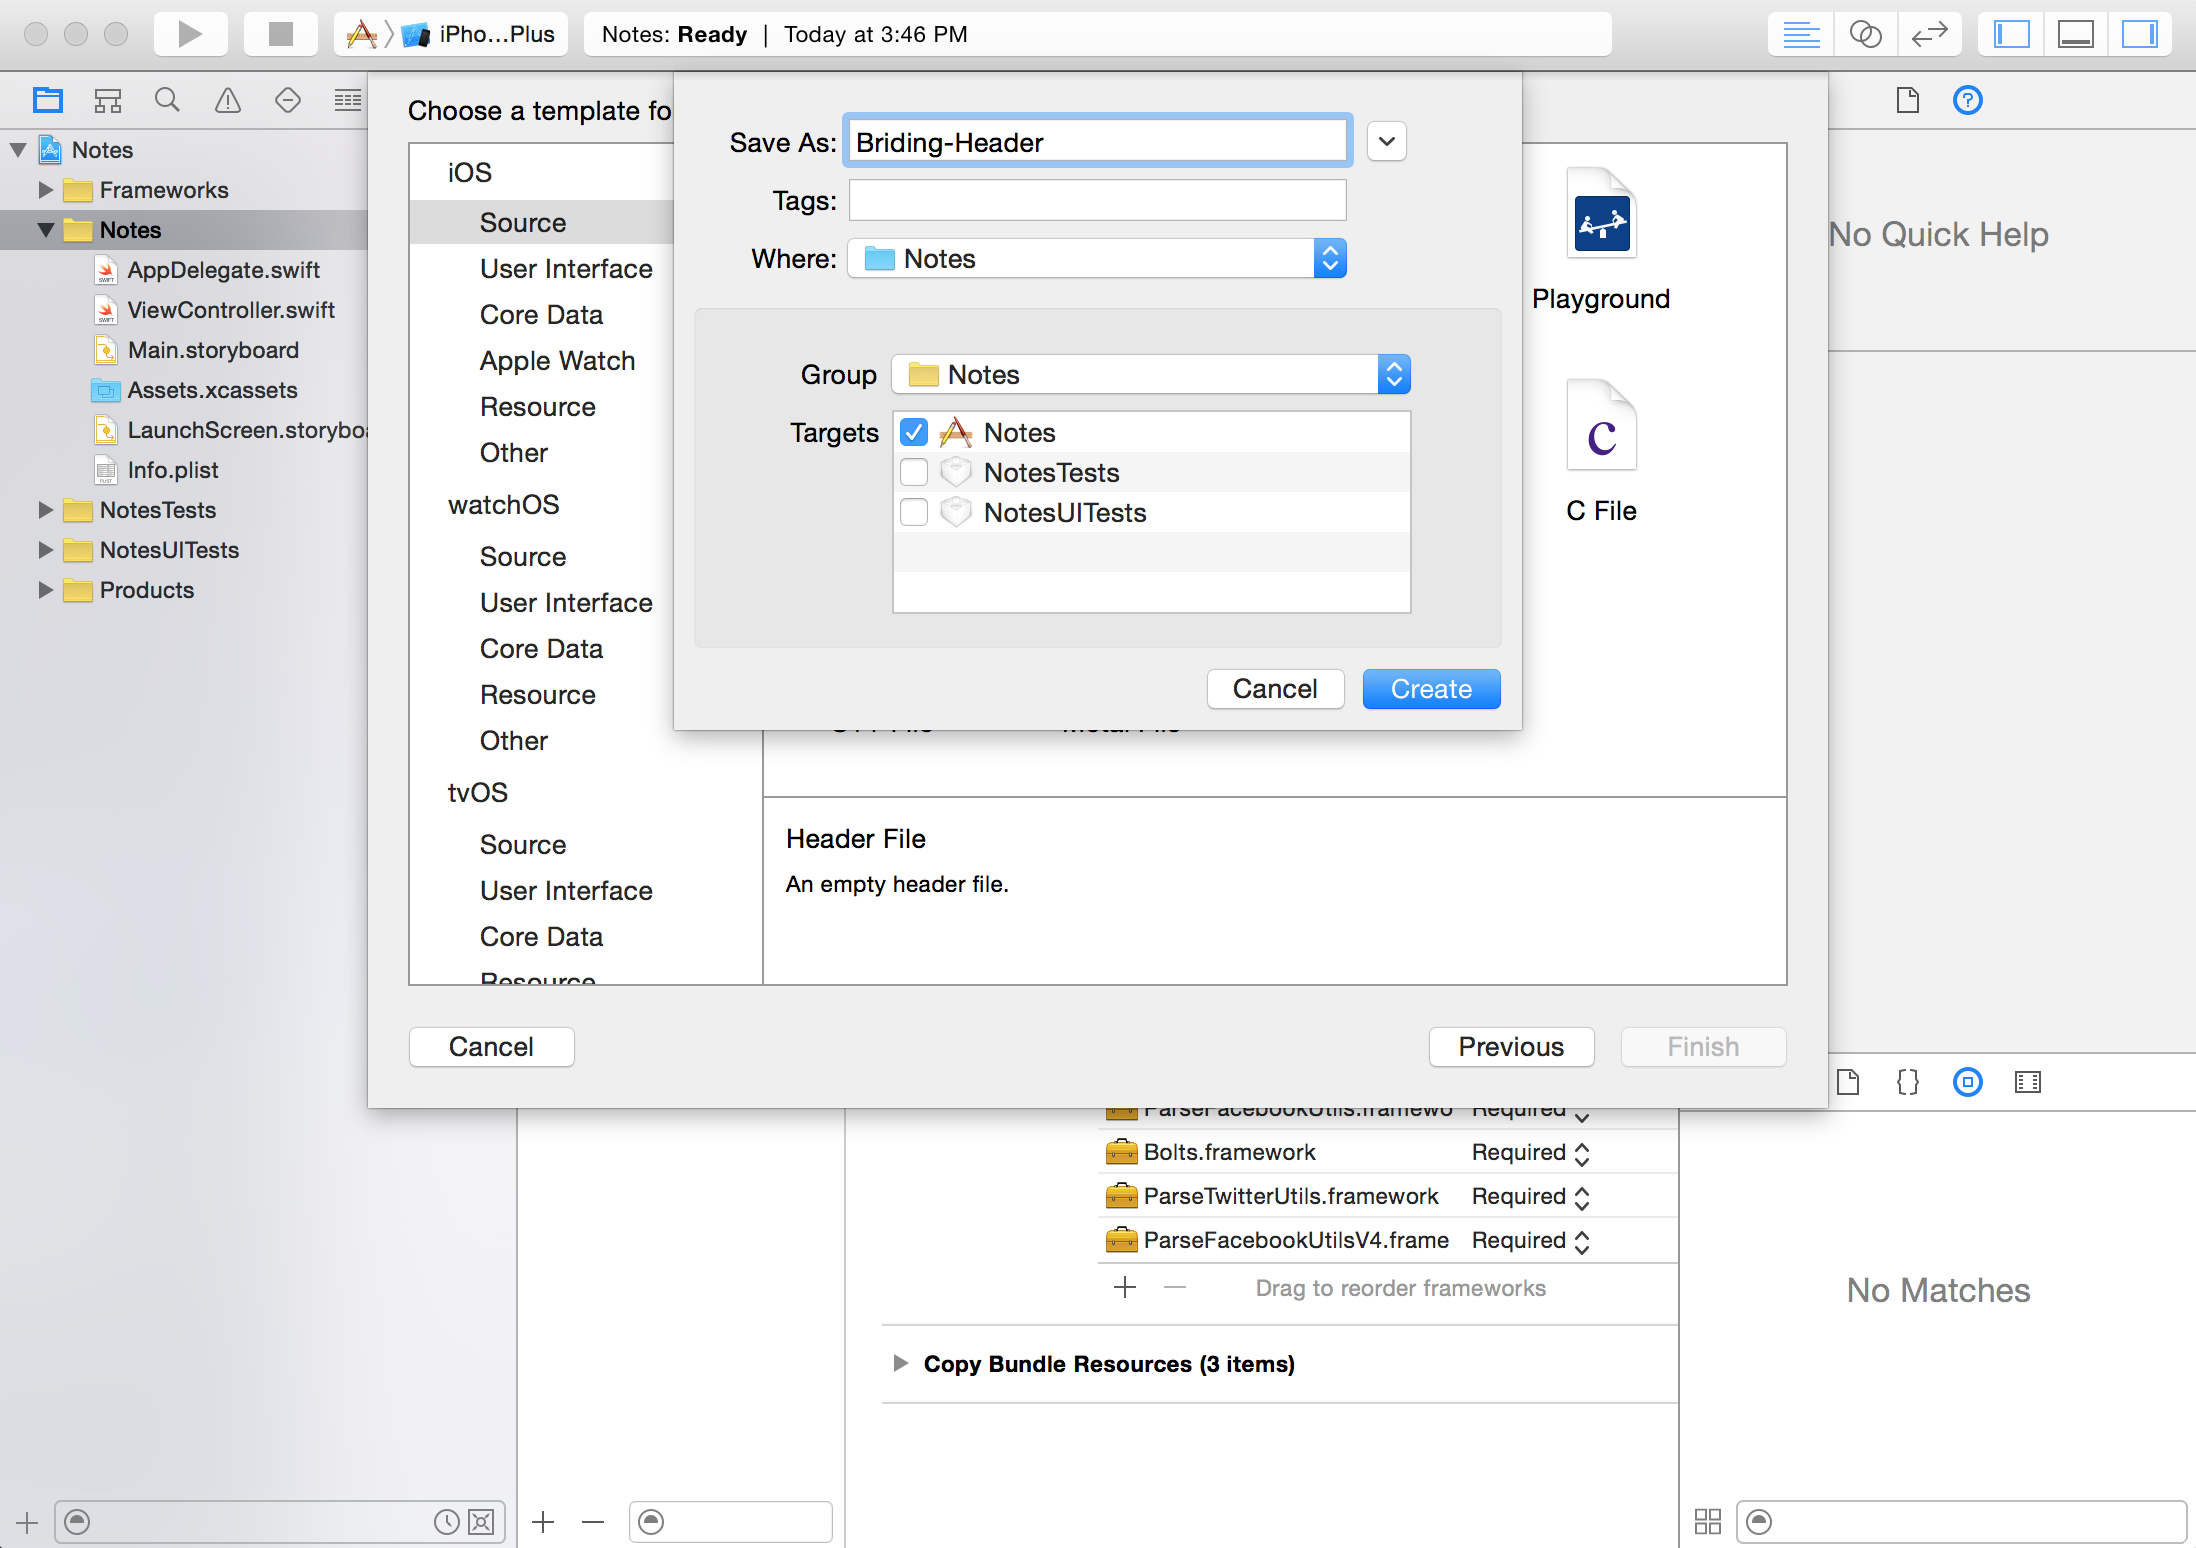 iPho...Plus
Notes: Ready | Today at 3:46 PM
Notes
Frameworks
Notes
AppDelegate.swift
ViewController.swift
Main.storyboard
Assets.xcassets
LaunchScreen.storyboa
Info.plist
NotesTests
NotesUITests
Products
Choose a template fo
iOS
Source
User Interface
Core Data
Apple Watch
Resource
Other
watchOS
Source
User Interface
Core Data
Resource
Other
tvOS
Source
User Interface
Core Data
Resource
Save As: Briding-Header
Tags:
Where: Notes
Group Notes
Targets Notes
NotesTests
NotesUITests
Cancel Create
Playground
C File
Header File
An empty header file.
Cancel Previous Finish
No Quick Help
ParseFacebookUtils.framewo Required
Bolts.framework Required
ParseTwitterUtils.framework Required
ParseFacebookUtilsV4.frame Required
Drag to reorder frameworks
Copy Bundle Resources (3 items)
No Matches